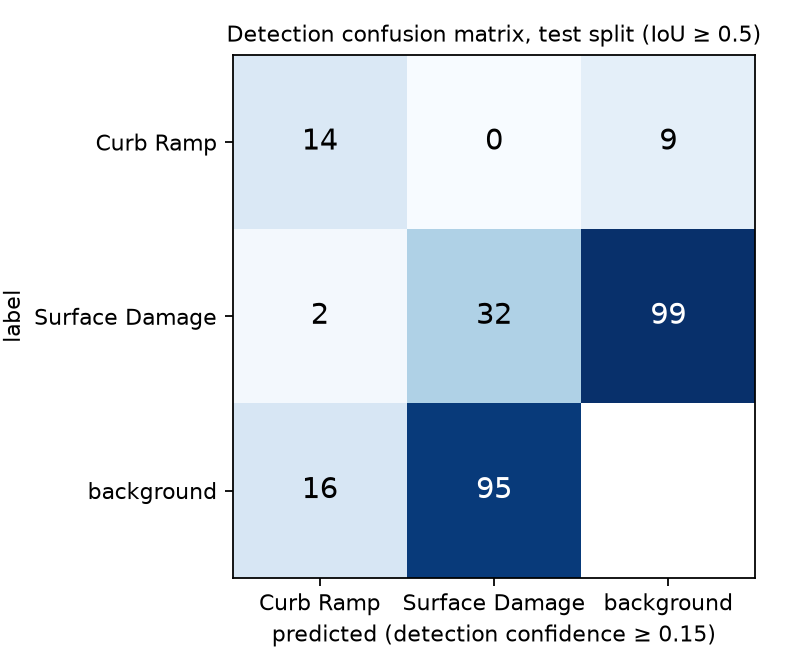 Detection confusion matrix, test split (IoU ≥ 0.5)
label
Curb Ramp 14 0 9
Surface Damage 2 32 99
background 16 95
Curb Ramp Surface Damage background
predicted (detection confidence ≥ 0.15)